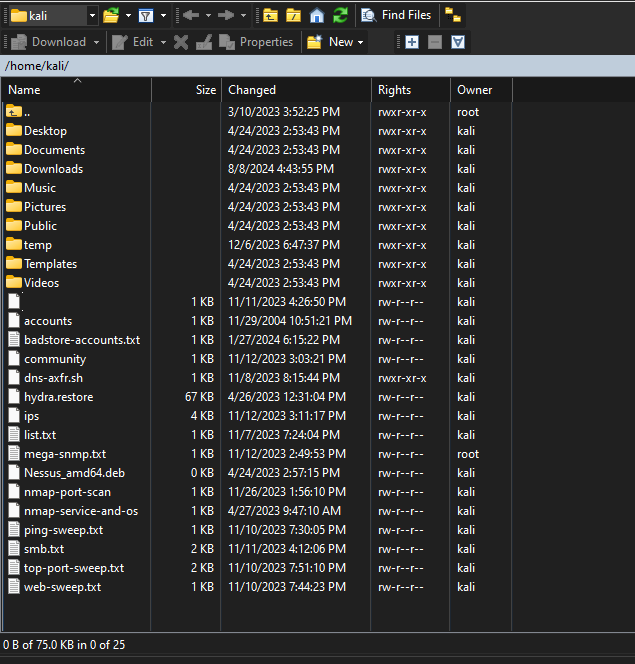 kali
Find Files
Download Edit Properties New
/home/kali/
Name Size Changed Rights Owner
.. 3/10/2023 3:52:25 PM rwxr-xr-x root
Desktop 4/24/2023 2:53:43 PM rwxr-xr-x kali
Documents 4/24/2023 2:53:43 PM rwxr-xr-x kali
Downloads 8/8/2024 4:43:55 PM rwxr-xr-x kali
Music 4/24/2023 2:53:43 PM rwxr-xr-x kali
Pictures 4/24/2023 2:53:43 PM rwxr-xr-x kali
Public 4/24/2023 2:53:43 PM rwxr-xr-x kali
temp 12/6/2023 6:47:37 PM rwxr-xr-x kali
Templates 4/24/2023 2:53:43 PM rwxr-xr-x kali
Videos 4/24/2023 2:53:43 PM rwxr-xr-x kali
1 KB 11/11/2023 4:26:50 PM rw-r--r-- kali
accounts 1 KB 11/29/2004 10:51:21 PM rw-r--r-- kali
badstore-accounts.txt 1 KB 1/27/2024 6:15:22 PM rw-r--r-- kali
community 1 KB 11/12/2023 3:03:21 PM rw-r--r-- kali
dns-axfr.sh 1 KB 11/8/2023 8:15:44 PM rwxr-xr-x kali
hydra.restore 67 KB 4/26/2023 12:31:04 PM rw-r--r-- kali
ips 4 KB 11/12/2023 3:11:17 PM rw-r--r-- kali
list.txt 1 KB 11/7/2023 7:24:04 PM rw-r--r-- kali
mega-snmp.txt 1 KB 11/12/2023 2:49:53 PM rw-r--r-- root
Nessus_amd64.deb 0 KB 4/24/2023 2:57:15 PM rw-r--r-- kali
nmap-port-scan 1 KB 11/26/2023 1:56:10 PM rw-r--r-- kali
nmap-service-and-os 1 KB 4/27/2023 9:47:10 AM rw-r--r-- kali
ping-sweep.txt 1 KB 11/10/2023 7:30:05 PM rw-r--r-- kali
smb.txt 2 KB 11/11/2023 4:12:06 PM rw-r--r-- kali
top-port-sweep.txt 2 KB 11/10/2023 7:51:10 PM rw-r--r-- kali
web-sweep.txt 1 KB 11/10/2023 7:44:23 PM rw-r--r-- kali
0 B of 75.0 KB in 0 of 25